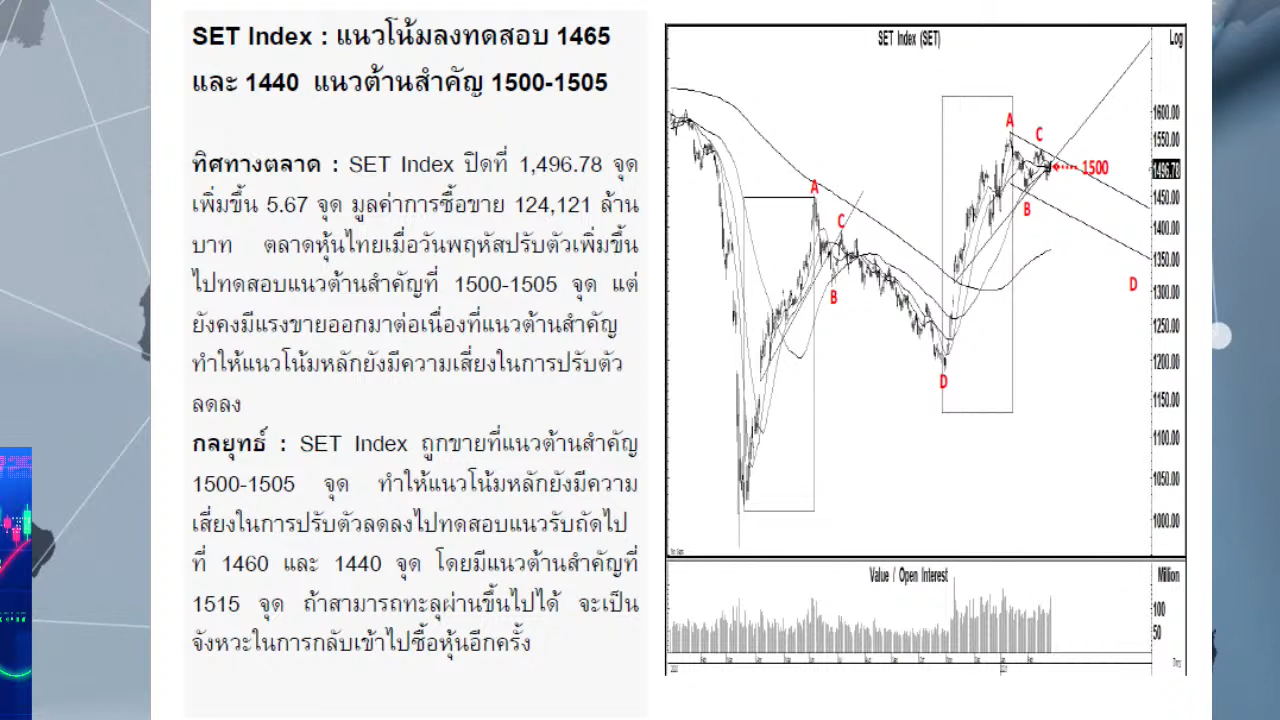 SET Index : แนวโน้มลงทดสอบ 1465
และ 1440 แนวต้านสำคัญ 1500-1505
ทิศทางตลาด : SET Index ปิดที่ 1,496.78 จุด
เพิ่มขึ้น 5.67 จุด มูลค่าการซื้อขาย 124,121 ล้าน
บาท ตลาดหุ้นไทยเมื่อวันพฤหัสปรับตัวเพิ่มขึ้น
ไปทดสอบแนวต้านสำคัญที่ 1500-1505 จุด แต่
ยังคงมีแรงขายออกมาต่อเนื่องที่แนวต้านสำคัญ
ทำให้แนวโน้มหลักยังมีความเสี่ยงในการปรับตัว
ลดลง
กลยุทธ์ : SET Index ถูกขายที่แนวต้านสำคัญ
1500-1505 จุด ทำให้แนวโน้มหลักยังมีความ
เสี่ยงในการปรับตัวลดลงไปทดสอบแนวรับถัดไป
ที่ 1460 และ 1440 จุด โดยมีแนวต้านสำคัญที่
1515 จุด ถ้าสามารถทะลุผ่านขึ้นไปได้ จะเป็น
จังหวะในการกลับเข้าไปซื้อหุ้นอีกครั้ง
SET Index (SET)
Log
1600.00
A
C
1550.00
1500
1496.78
A
1450.00
B
C
1400.00
1350.00
D
B
1300.00
1250.00
1200.00
D
1150.00
1100.00
1050.00
1000.00
Value / Open Interest
Million
100
50